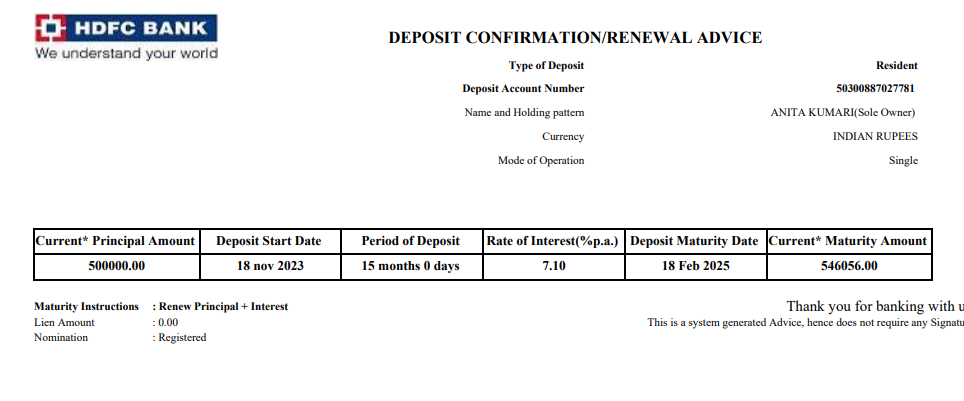 HDFC BANK
We understand your world
DEPOSIT CONFIRMATION/RENEWAL ADVICE
Type of Deposit Resident
Deposit Account Number 50300887027781
Name and Holding pattern ANITA KUMARI(Sole Owner)
Currency INDIAN RUPEES
Mode of Operation Single
Current* Principal Amount Deposit Start Date Period of Deposit Rate of Interest(%p.a.) Deposit Maturity Date Current* Maturity Amount
500000.00 18 nov 2023 15 months 0 days 7.10 18 Feb 2025 546056.00
Maturity Instructions : Renew Principal + Interest
Thank you for banking with u
Lien Amount : 0.00
This is a system generated Advice, hence does not require any Signatu
Nomination : Registered